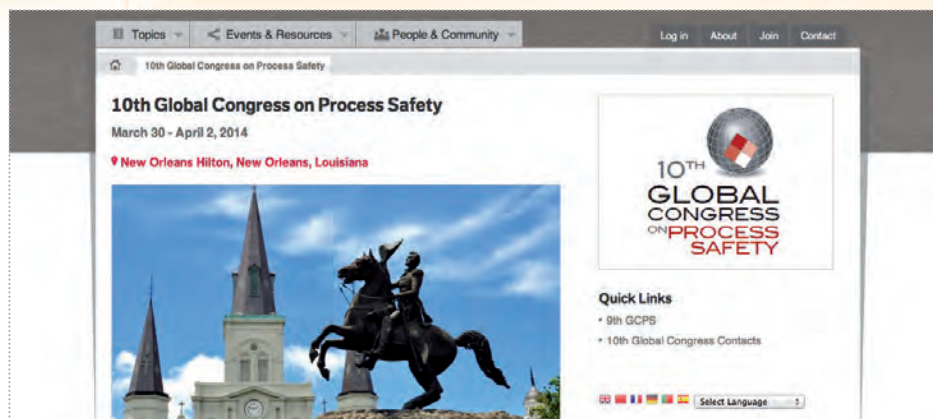 Topics
Events & Resources
People & Community
Log in
About
Join
Contact
10th Global Congress on Process Safety
10th Global Congress on Process Safety
March 30 - April 2, 2014
New Orleans Hilton, New Orleans, Louisiana
10TH
GLOBAL
CONGRESS
ON PROCESS
SAFETY
Quick Links
• 9th GCPS
• 10th Global Congress Contacts
Select Language